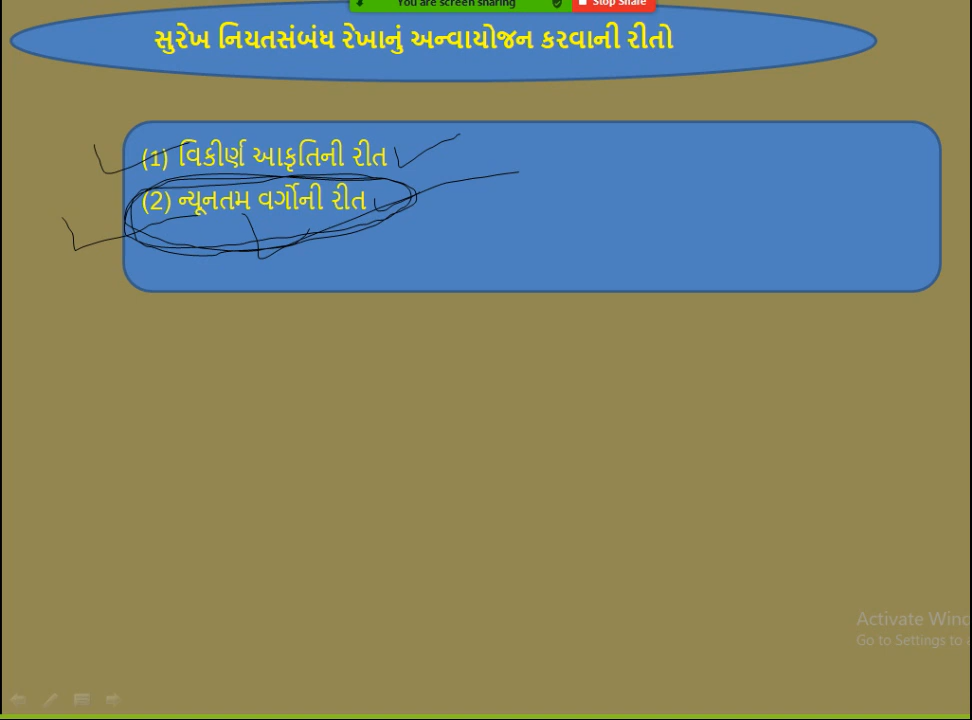 You are screen sharing Stop Share
સુરેખ નિયતસંબંધ રેખાનું અન્વાયોજન કરવાની રીતો
(1) વિકીર્ણ આકૃતિની રીત
(2) ન્યૂનતમ વર્ગોની રીત
Activate Wind
Go to Settings to